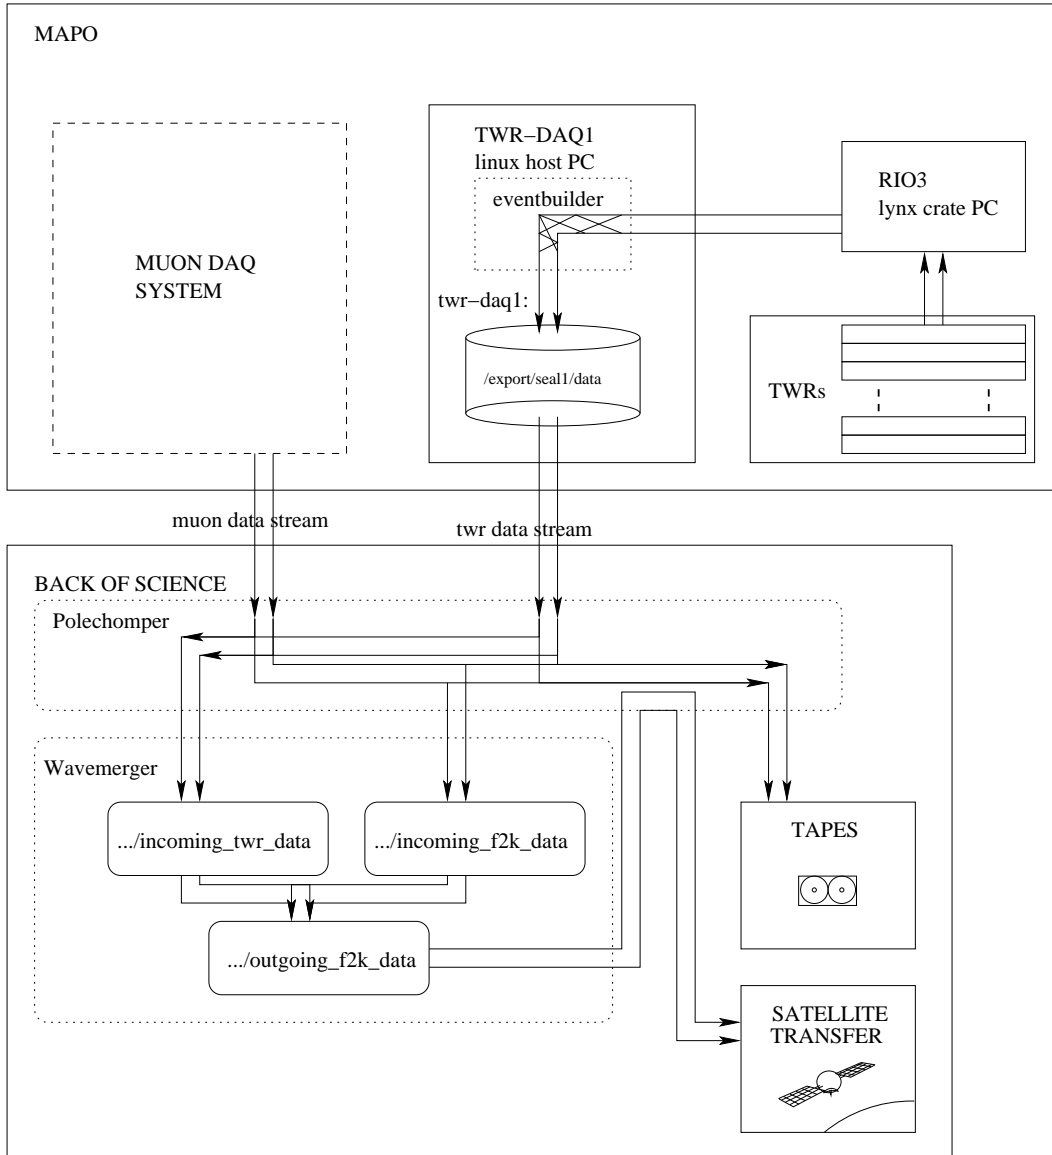 MAPO
TWR−DAQ1
linux host PC
eventbuilder
RIO3
lynx crate PC
MUON DAQ
SYSTEM
twr−daq1:
/export/seal1/data
TWRs
muon data stream
twr data stream
BACK OF SCIENCE
Polechomper
Wavemerger
.../incoming_twr_data
.../incoming_f2k_data
TAPES
.../outgoing_f2k_data
SATELLITE
TRANSFER